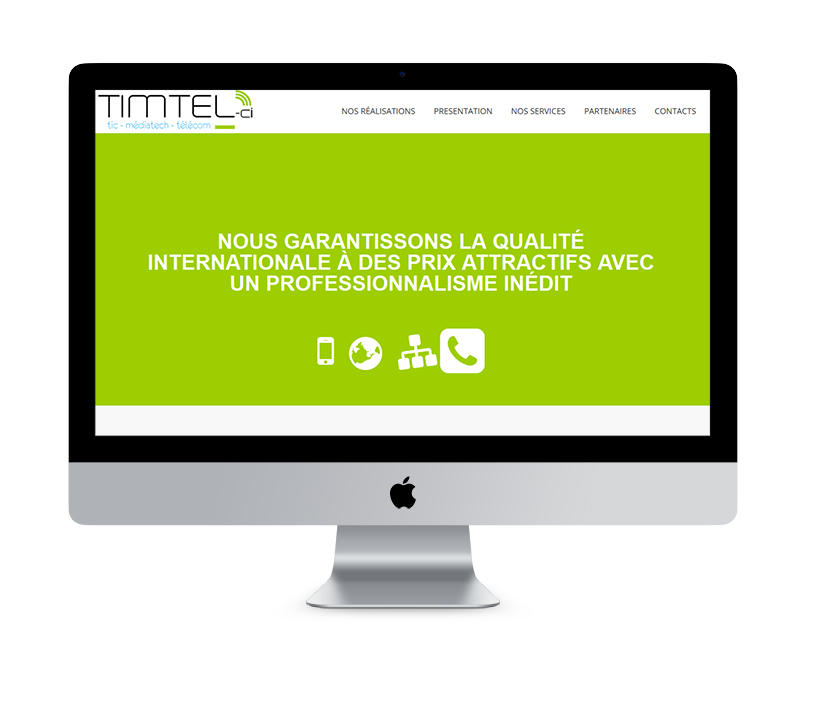 TIMTEL-ci
tic - médiatech - télécom
NOS RÉALISATIONS PRESENTATION NOS SERVICES PARTENAIRES CONTACTS
NOUS GARANTISSONS LA QUALITÉ
INTERNATIONALE À DES PRIX ATTRACTIFS AVEC
UN PROFESSIONNALISME INÉDIT